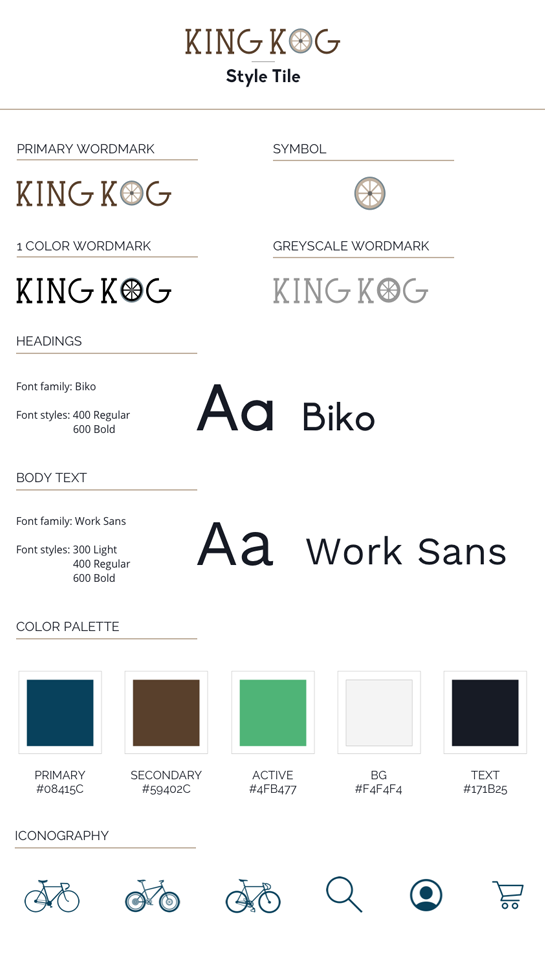 KING KOG
Style Tile
PRIMARY WORDMARK
KING KOG
SYMBOL
1 COLOR WORDMARK
KING KOG
GREYSCALE WORDMARK
KING KOG
HEADINGS
Font family: Biko
Font styles: 400 Regular
600 Bold
Aa Biko
BODY TEXT
Font family: Work Sans
Font styles: 300 Light
400 Regular
600 Bold
Aa Work Sans
COLOR PALETTE
PRIMARY
#08415C
SECONDARY
#59402C
ACTIVE
#4FB477
BG
#F4F4F4
TEXT
#171B25
ICONOGRAPHY